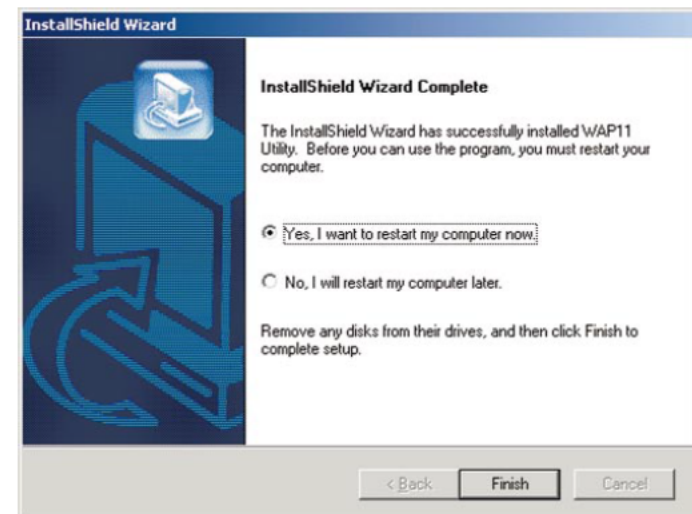 InstallShield Wizard
InstallShield Wizard Complete
The InstallShield Wizard has successfully installed WAP11
Utility. Before you can use the program, you must restart your
computer.
Yes, I want to restart my computer now.
No, I will restart my computer later.
Remove any disks from their drives, and then click Finish to
complete setup.
< Back
Finish
Cancel